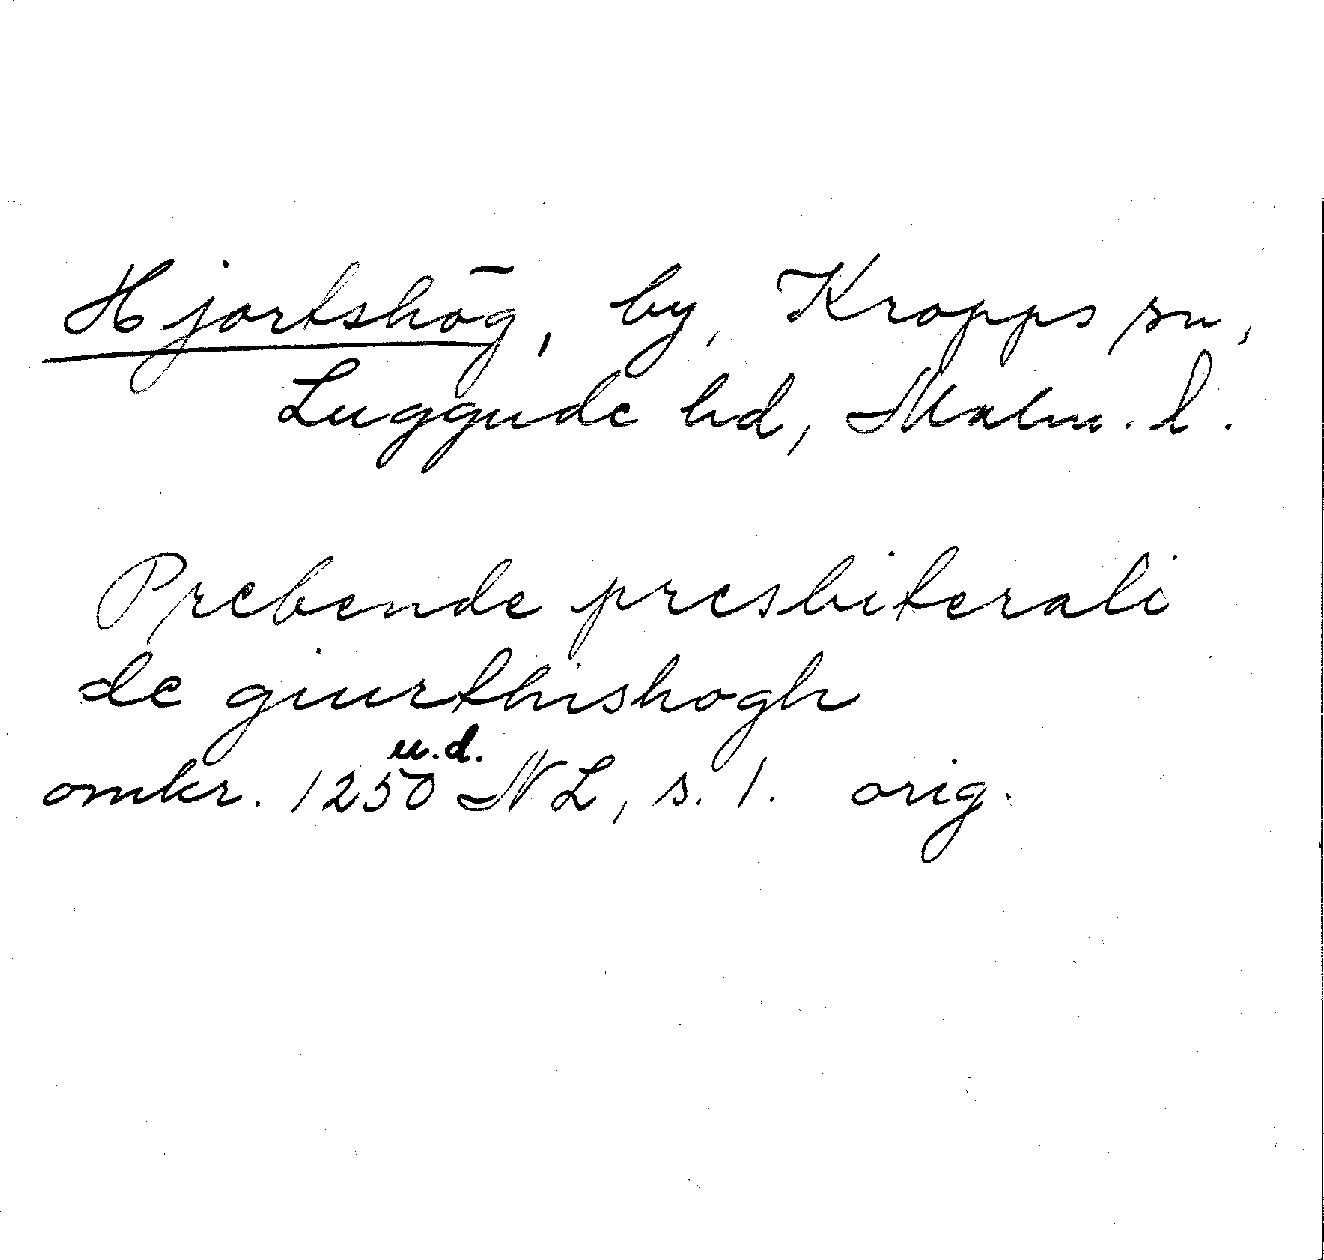 Hjortshög, by, Kropps sn,
Luggude hd, Malm. l.
Prebende presbiterali
de giurthishogh
u.d.
omkr. 1250 NL, s. 1. orig.